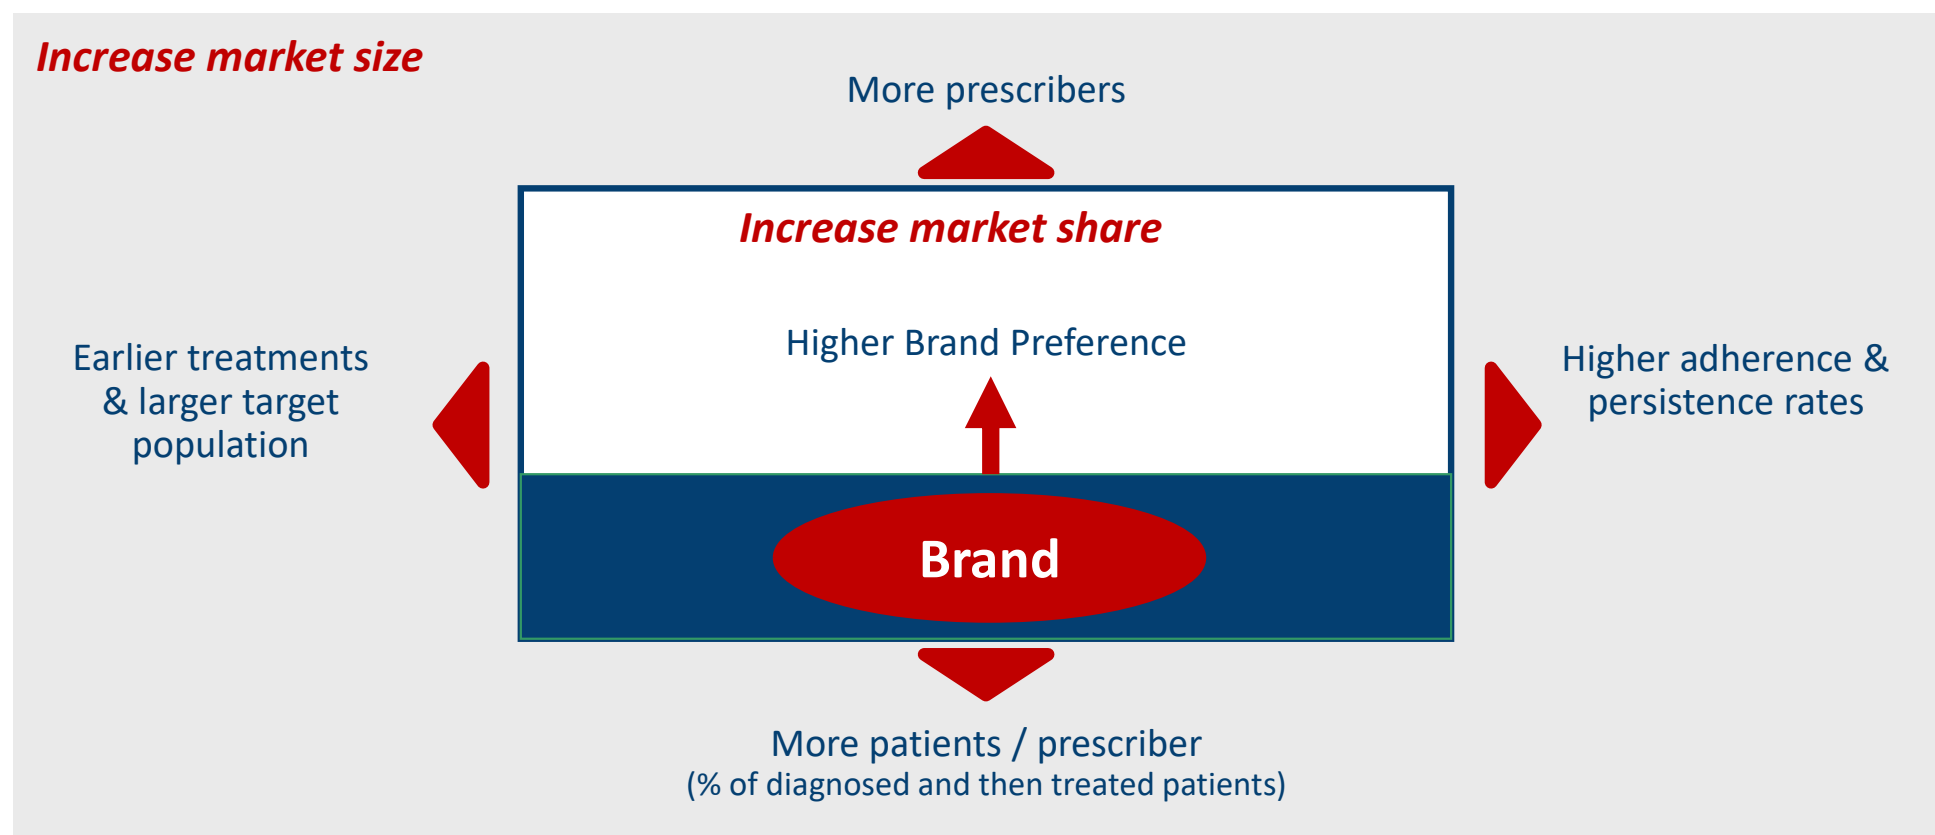 Increase market size
More prescribers
Increase market share
Higher Brand Preference
Earlier treatments
& larger target
population
Higher adherence &
persistence rates
Brand
More patients / prescriber
(% of diagnosed and then treated patients)